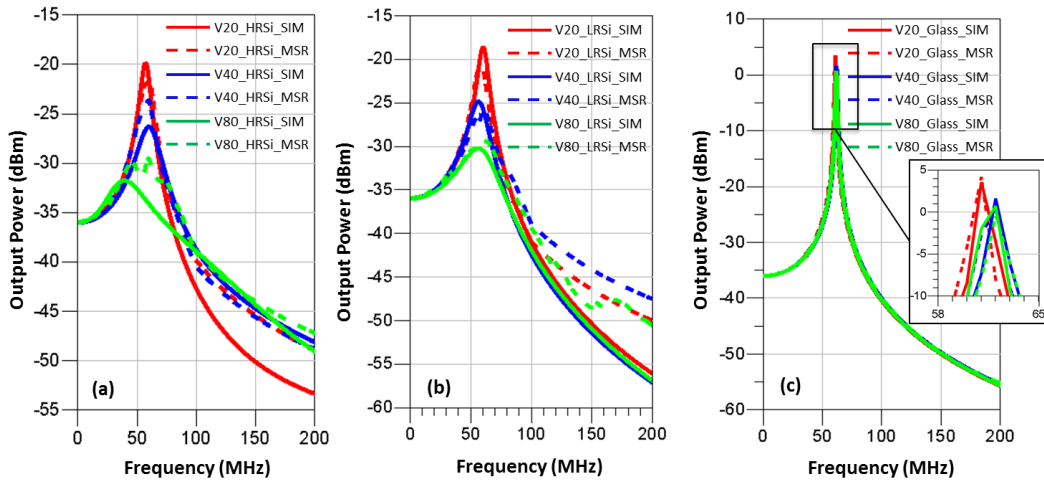 -15
-20
-25
-30
-35
-40
-45
-50
-55
0
50
100
150
200
Output Power (dBm)
Frequency (MHz)
V20_HRSi_SIM
V20_HRSi_MSR
V40_HRSi_SIM
V40_HRSi_MSR
V80_HRSi_SIM
V80_HRSi_MSR
(a)
-15
-20
-25
-30
-35
-40
-45
-50
-55
-60
0
50
100
150
200
Output Power (dBm)
Frequency (MHz)
V20_LRSi_SIM
V20_LRSi_MSR
V40_LRSi_SIM
V40_LRSi_MSR
V80_LRSi_SIM
V80_LRSi_MSR
(b)
10
0
-10
-20
-30
-40
-50
-60
0
50
100
150
200
Output Power (dBm)
Frequency (MHz)
V20_Glass_SIM
V20_Glass_MSR
V40_Glass_SIM
V40_Glass_MSR
V80_Glass_SIM
V80_Glass_MSR
(c)
5
0
-5
-10
58
65